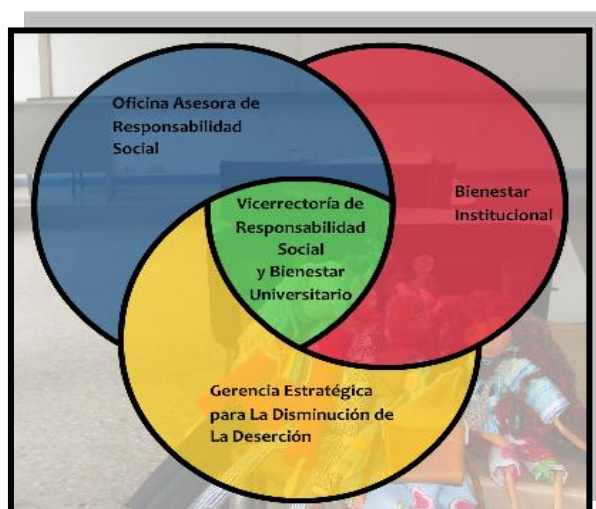 Oficina Asesora de
Responsabilidad
Social
Bienestar
Institucional
Vicerrectoría de
Responsabilidad
Social
y Bienestar
Universitario
Gerencia Estratégica
para La Disminución de
La Deserción